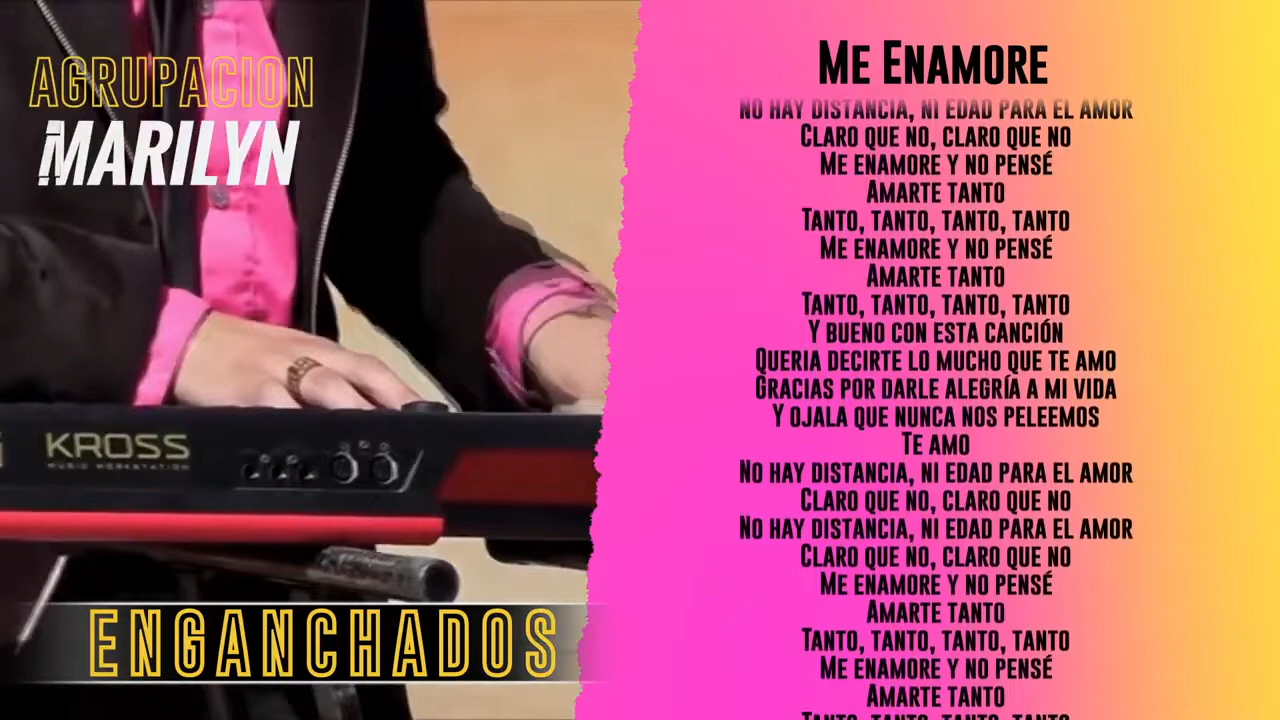 AGRUPACION
MARILYN
KROSS
MUSIC WORKSTATION
ENGANCHADOS
ME ENAMORE
NO HAY DISTANCIA, NI EDAD PARA EL AMOR
CLARO QUE NO, CLARO QUE NO
ME ENAMORE Y NO PENSÉ
AMARTE TANTO
TANTO, TANTO, TANTO, TANTO
ME ENAMORE Y NO PENSÉ
AMARTE TANTO
TANTO, TANTO, TANTO, TANTO
Y BUENO CON ESTA CANCIÓN
QUERIA DECIRTE LO MUCHO QUE TE AMO
GRACIAS POR DARLE ALEGRÍA A MI VIDA
Y OJALA QUE NUNCA NOS PELEEMOS
TE AMO
NO HAY DISTANCIA, NI EDAD PARA EL AMOR
CLARO QUE NO, CLARO QUE NO
NO HAY DISTANCIA, NI EDAD PARA EL AMOR
CLARO QUE NO, CLARO QUE NO
ME ENAMORE Y NO PENSÉ
AMARTE TANTO
TANTO, TANTO, TANTO, TANTO
ME ENAMORE Y NO PENSÉ
AMARTE TANTO